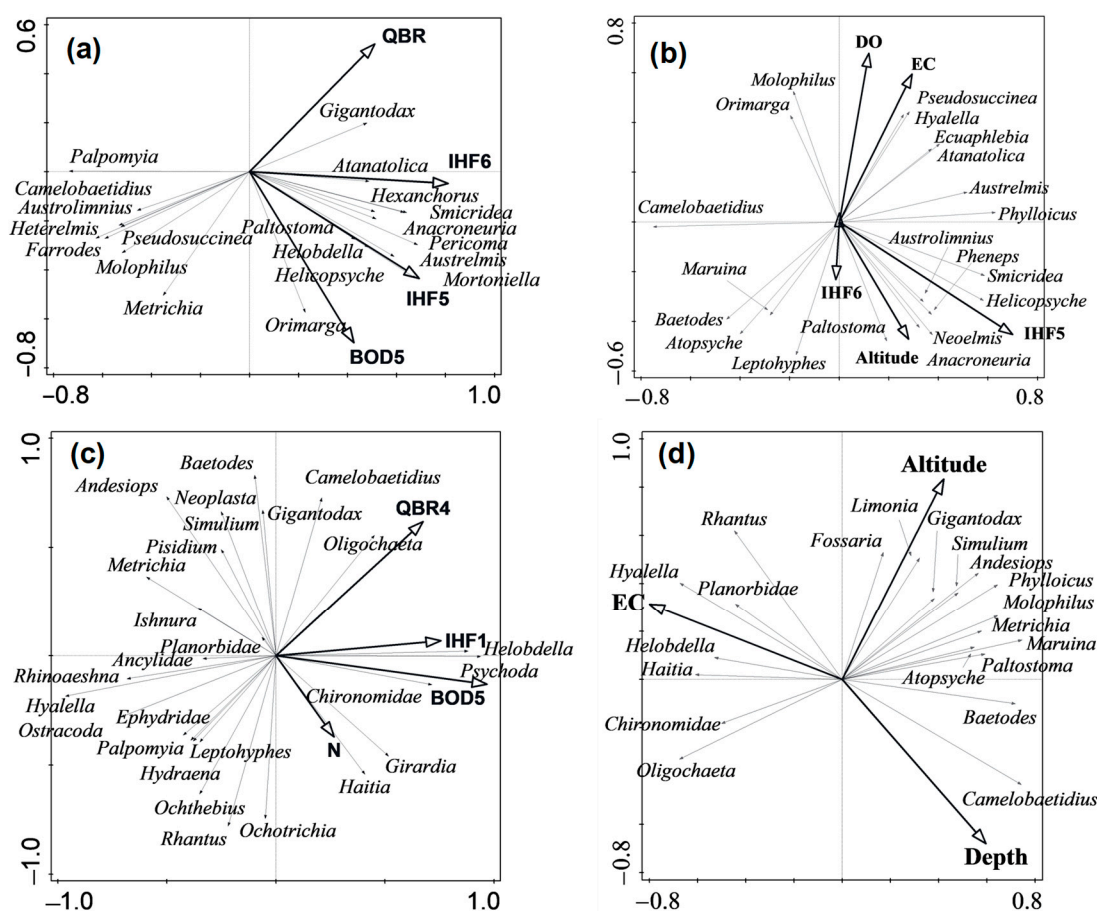 (a)
0.6
QBR
Gigantodax
Palpomyia
Atanatolica
IHF6
Camelobaetidius
Hexanchorus
Austrolimnius
Smicridea
Heterelmis
Paltostoma
Anacroneuria
Farrodes
Pseudosuccinea
Helobdella
Pericoma
Molophilus
Helicopsyche
Austrelmis
Metrichia
IHF5
Mortoniella
Orimarga
BOD5
−0.8
−0.8
1.0
(b)
0.8
DO
EC
Molophilus
Orimarga
Pseudosuccinea
Hyalella
Ecuaphlebia
Atanatolica
Austrelmis
Camelobaetidius
Phylloicus
Austrolimnius
Maruina
Pheneps
IHF6
Smicridea
Helicopsyche
Baetodes
Paltostoma
IHF5
Atopsyche
Neoelmis
Leptohyphes
Altitude
Anacroneuria
−0.6
−0.8
0.8
(c)
1.0
Baetodes
Andesiops
Camelobaetidius
Neoplasta
QBR4
Simulium
Gigantodax
Pisidium
Oligochaeta
Metrichia
Ishnura
Planorbidae
IHF1
Helobdella
Ancylidae
Rhinoaeshna
Psychoda
Hyalella
Chironomidae
BOD5
Ostracoda
Ephydridae
Palpomyia
Leptohyphes
N
Hydraena
Girardia
Haitia
Ochthebius
Rhantus
Ochotrichia
−1.0
−1.0
1.0
(d)
1.0
Altitude
Limonia
Rhantus
Gigantodax
Fossaria
Simulium
Andesiops
Hyalella
Planorbidae
Phylloicus
EC
Molophilus
Metrichia
Helobdella
Maruina
Haitia
Paltostoma
Atopsyche
Chironomidae
Baetodes
Oligochaeta
Camelobaetidius
Depth
−0.8
−0.8
0.8